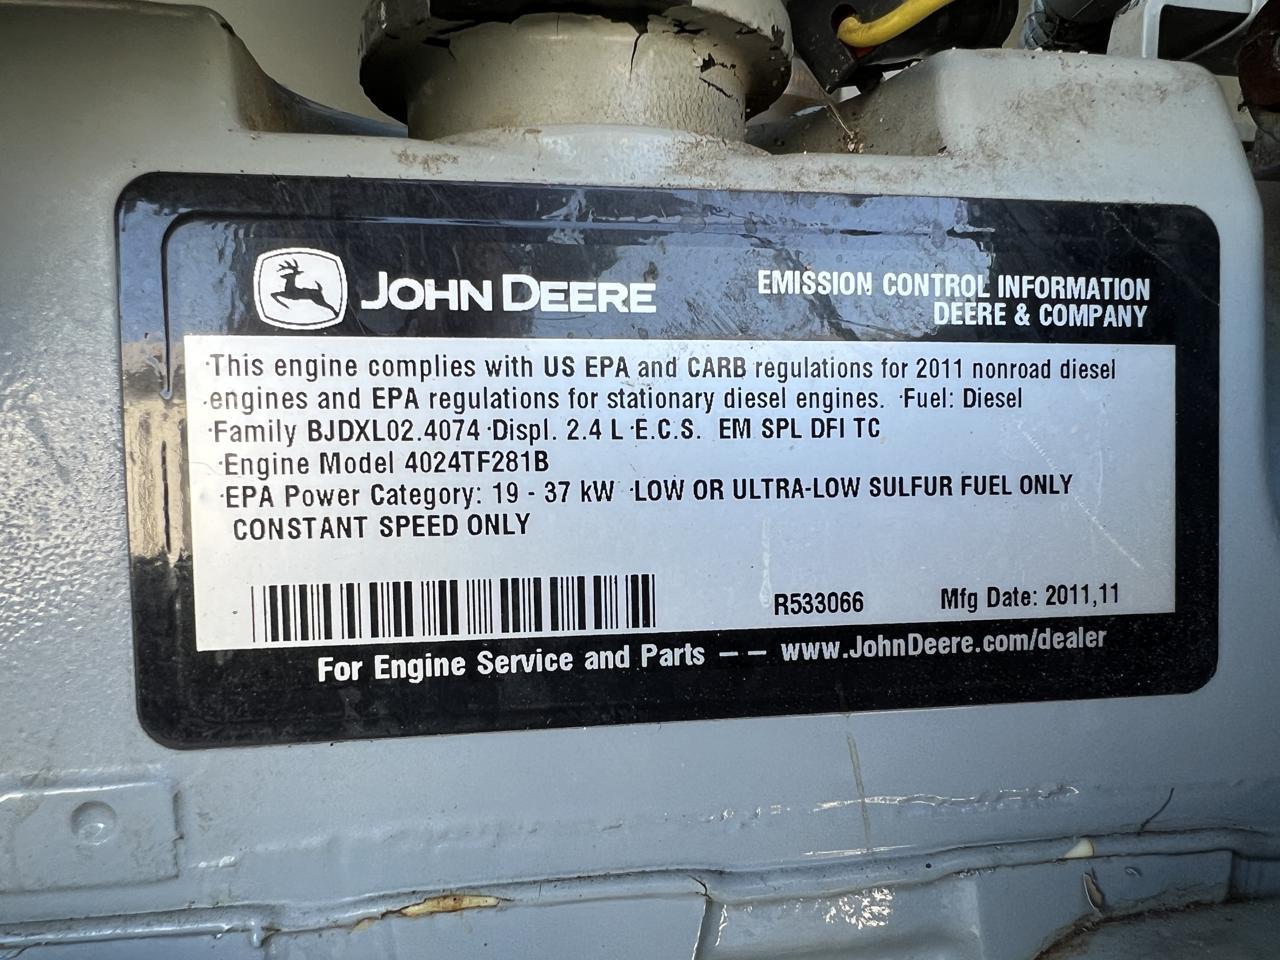 JOHN DEERE
EMISSION CONTROL INFORMATION
DEERE & COMPANY
·This engine complies with US EPA and CARB regulations for 2011 nonroad diesel
·engines and EPA regulations for stationary diesel engines. ·Fuel: Diesel
·Family BJDXL02.4074 ·Displ. 2.4 L ·E.C.S. EM SPL DFI TC
·Engine Model 4024TF281B
·EPA Power Category: 19 - 37 kW ·LOW OR ULTRA-LOW SULFUR FUEL ONLY
CONSTANT SPEED ONLY
R533066 Mfg Date: 2011,11
For Engine Service and Parts – – www.JohnDeere.com/dealer